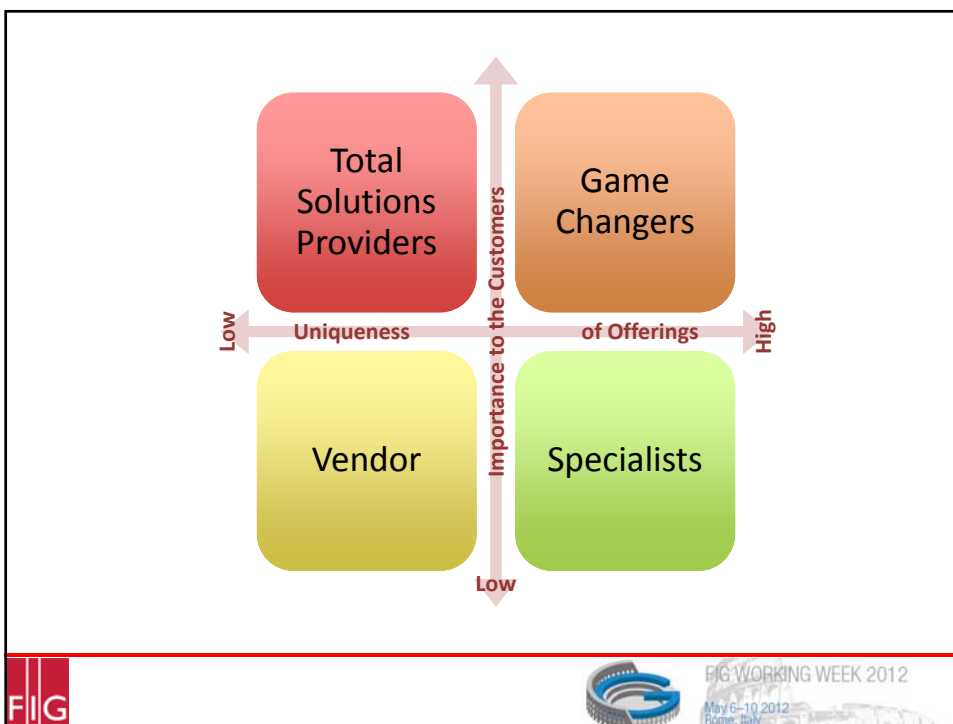 Total
Solutions
Providers
Game
Changers
Importance to the Customers
Low
Uniqueness
of Offerings
High
Vendor
Specialists
Low
FIG
FIG WORKING WEEK 2012
May 6–10 2012
Rome, Italy